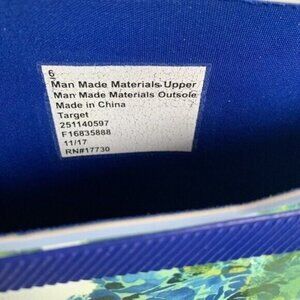 6
Man Made Materials Upper
Man Made Materials Outsole
Made in China
Target
251140597
F16835888
11/17
RN#17730